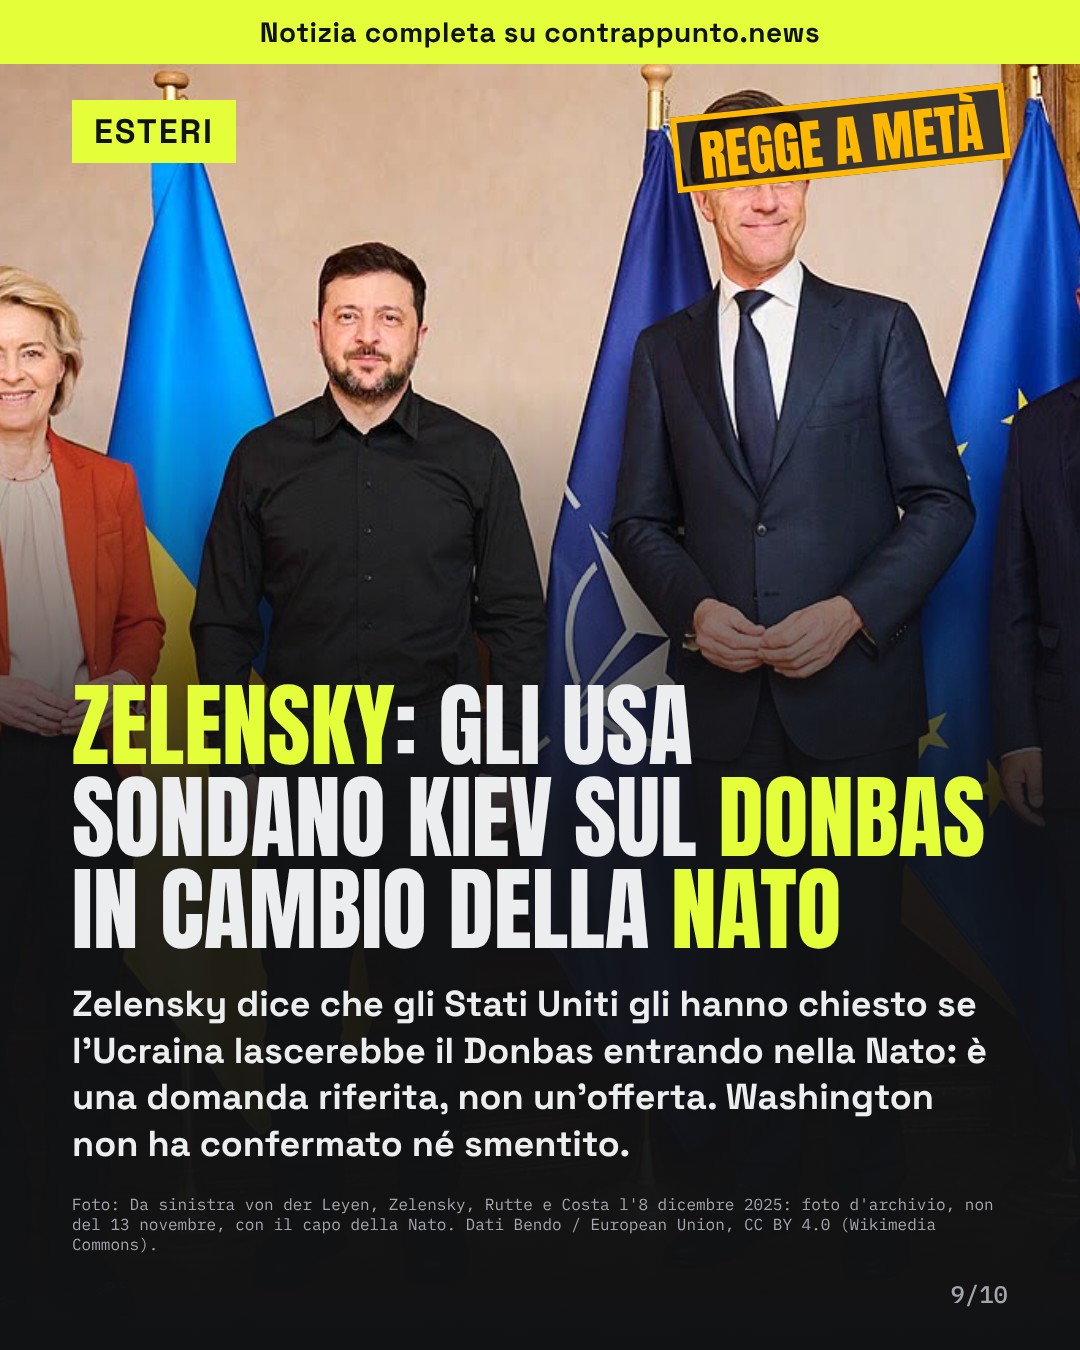 Notizia completa su contrappunto.news
ESTERI
REGGE A METÀ
ZELENSKY: GLI USA
SONDANO KIEV SUL DONBAS
IN CAMBIO DELLA NATO
Zelensky dice che gli Stati Uniti gli hanno chiesto se
l’Ucraina lascerebbe il Donbas entrando nella Nato: è
una domanda riferita, non un’offerta. Washington
non ha confermato né smentito.
Foto: Da sinistra von der Leyen, Zelensky, Rutte e Costa l'8 dicembre 2025: foto d'archivio, non
del 13 novembre, con il capo della Nato. Dati Bendo / European Union, CC BY 4.0 (Wikimedia
Commons).
9/10